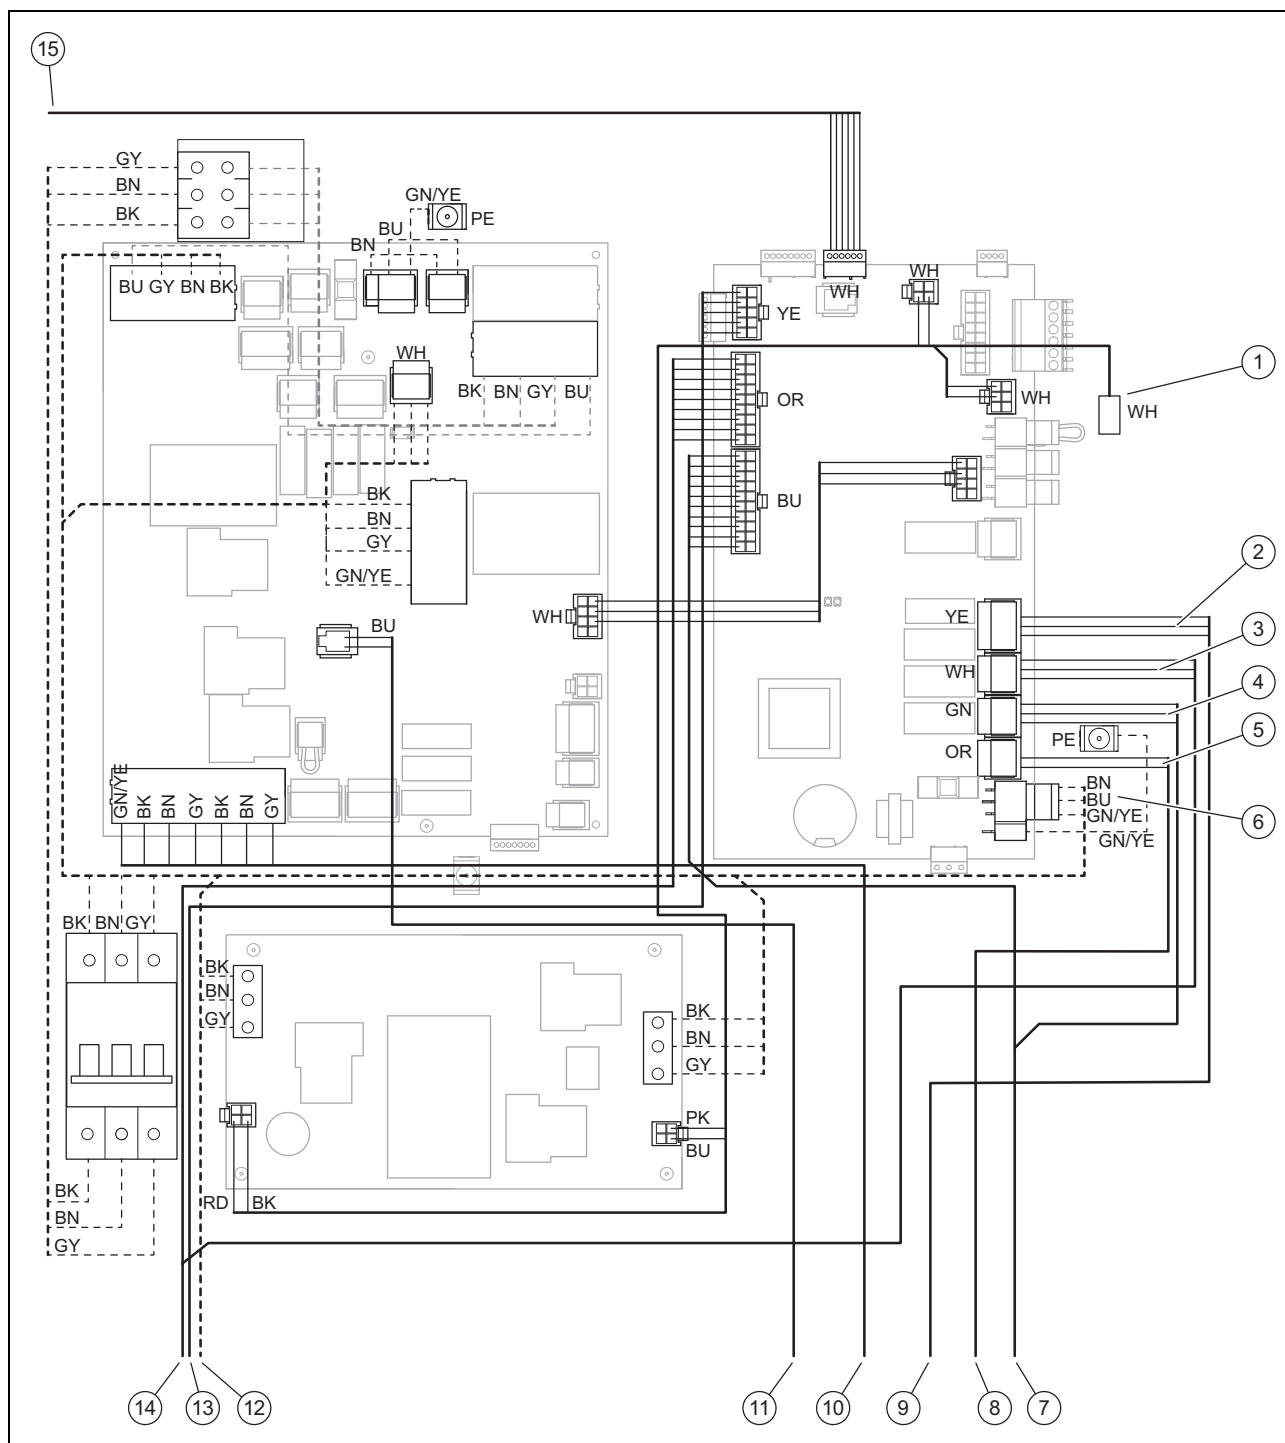 15
GY
BN
BK
GN/YE
PE
BU
BN
BU GY BN BK
WH
WH
YE
WH
BK BN GY BU
OR
WH
WH
1
BK
BN
GY
GN/YE
BU
2
WH
YE
BU
3
WH
4
GN
PE
5
OR
BN
BU
GN/YE
GN/YE
6
GN/YE BK BN GY BK BN GY
BK BN GY
BK
BN
GY
BK
BN
GY
PK
BU
RD BK
BK
BN
GY
14 13 12 11 10 9 8 7